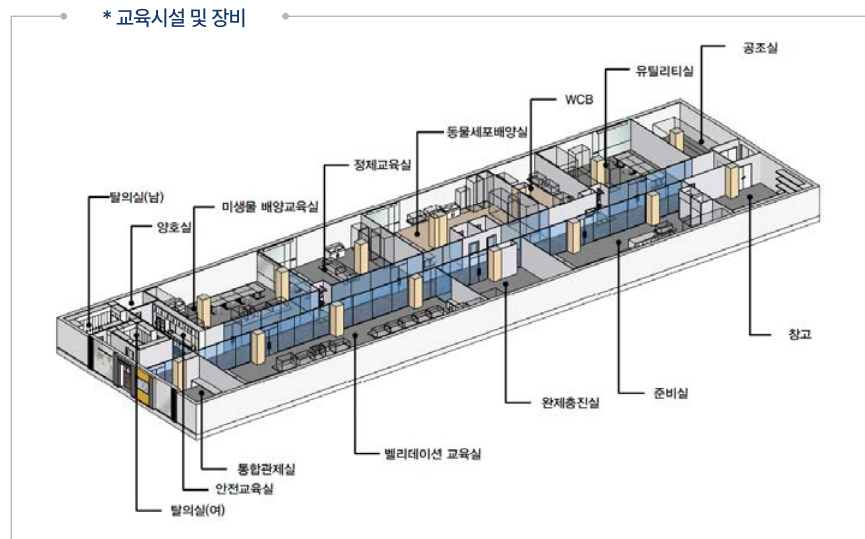 * 교육시설 및 장비
공조실
유틸리티실
WCB
동물세포배양실
정제교육실
탈의실(남)
미생물 배양교육실
양호실
창고
준비실
완제충진실
벨리데이션 교육실
통합관제실
안전교육실
탈의실(여)